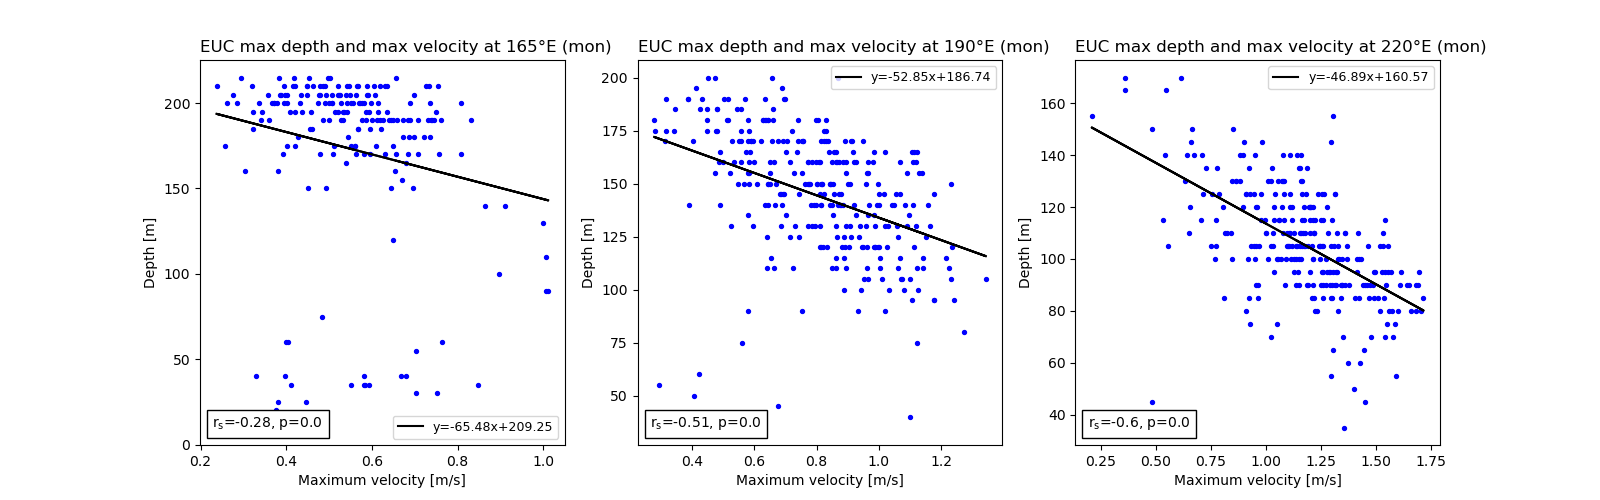 EUC max depth and max velocity at 165°E (mon)
200
150
100
50
0
Depth [m]
0.2 0.4 0.6 0.8 1.0
Maximum velocity [m/s]
rs=-0.28, p=0.0
y=-65.48x+209.25
EUC max depth and max velocity at 190°E (mon)
200
175
150
125
100
75
50
Depth [m]
0.4 0.6 0.8 1.0 1.2
Maximum velocity [m/s]
y=-52.85x+186.74
rs=-0.51, p=0.0
EUC max depth and max velocity at 220°E (mon)
160
140
120
100
80
60
40
Depth [m]
0.25 0.50 0.75 1.00 1.25 1.50 1.75
Maximum velocity [m/s]
y=-46.89x+160.57
rs=-0.6, p=0.0